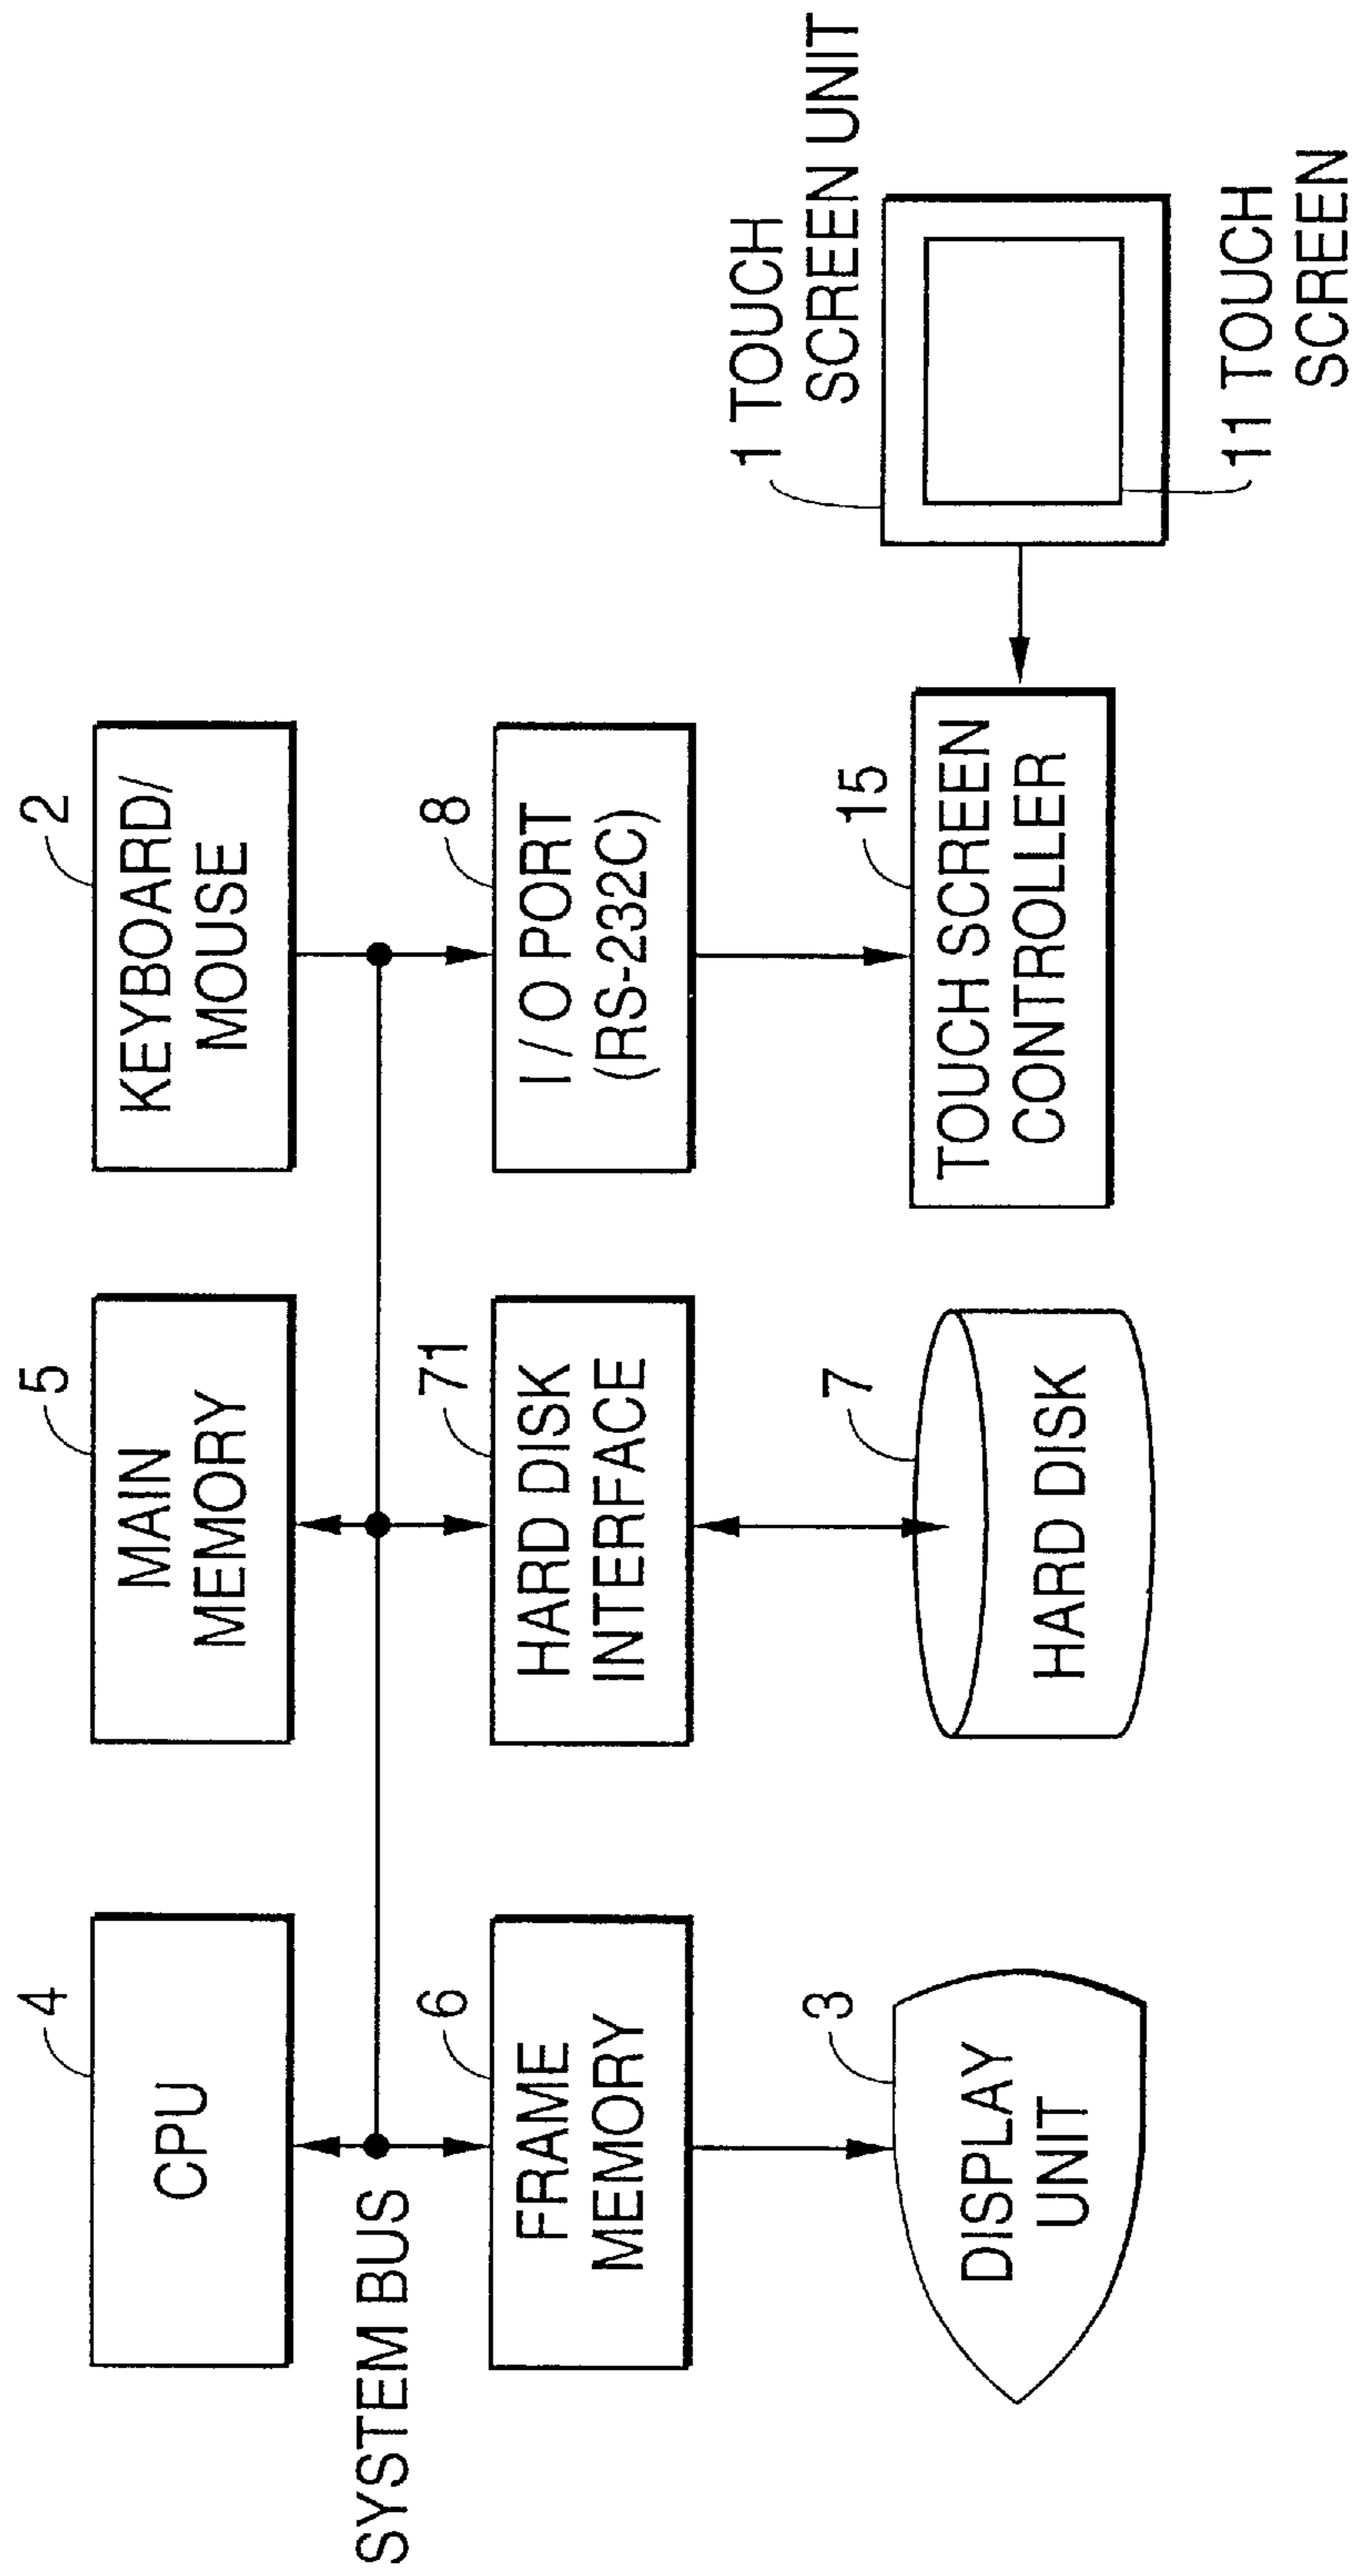 4
CPU
5
MAIN
MEMORY
2
KEYBOARD/
MOUSE
SYSTEM BUS
6
FRAME
MEMORY
71
HARD DISK
INTERFACE
8
I/O PORT
(RS-232C)
1 TOUCH
SCREEN UNIT
3
DISPLAY
UNIT
7
HARD DISK
15
TOUCH SCREEN
CONTROLLER
11 TOUCH
SCREEN